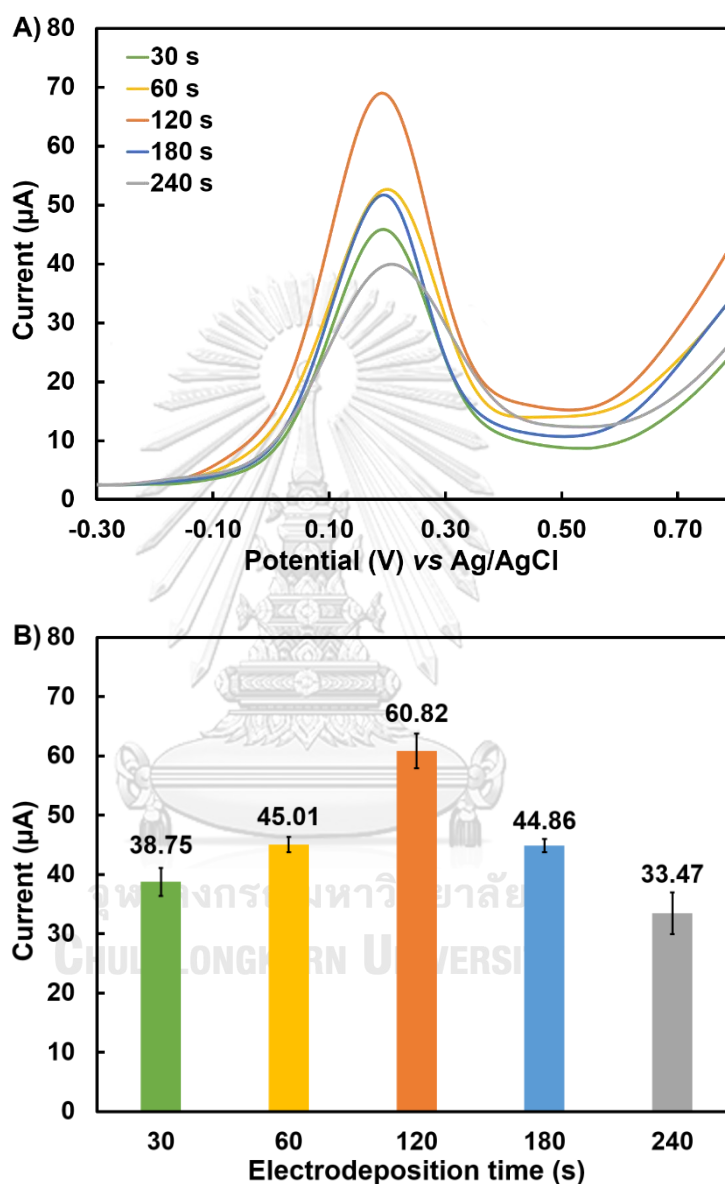 A)
80
70
60
50
40
30
20
10
0
30 s
60 s
120 s
180 s
240 s
Current (µA)
-0.30 -0.10 0.10 0.30 0.50 0.70
Potential (V) vs Ag/AgCl
B)
80
70
60
50
40
30
20
10
0
Current (µA)
38.75 45.01 60.82 44.86 33.47
30 60 120 180 240
Electrodeposition time (s)